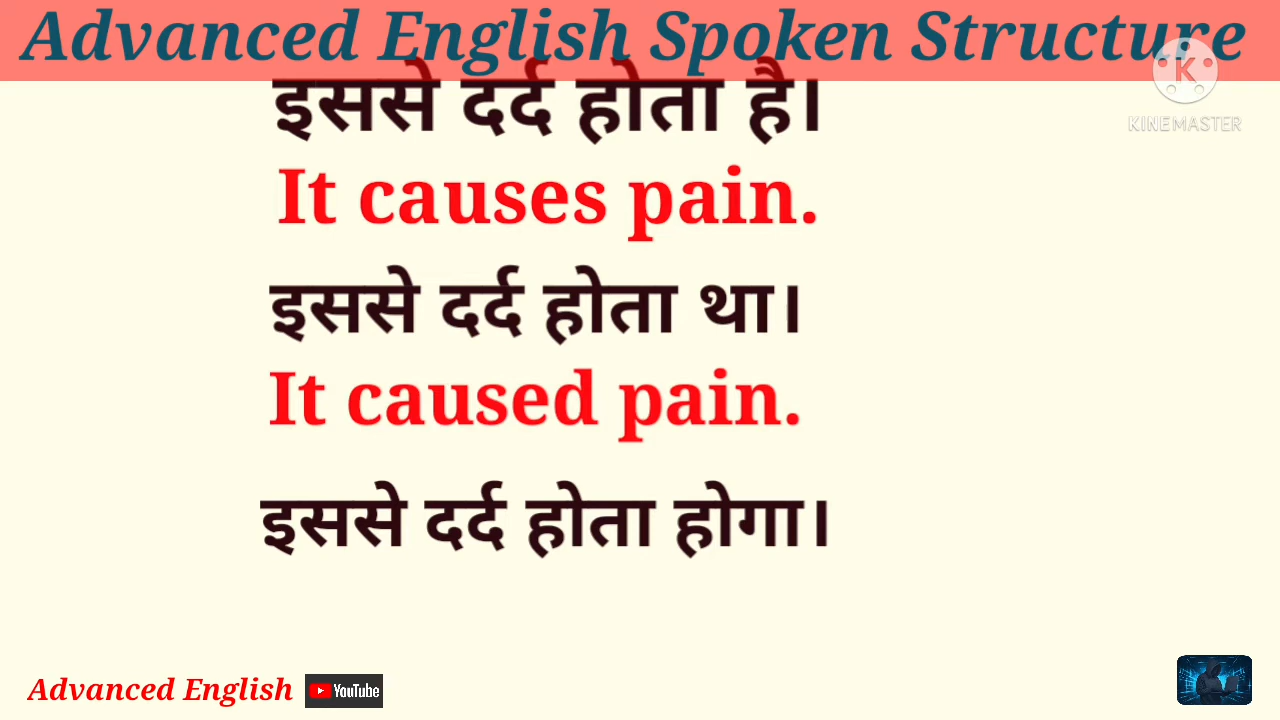 Advanced English Spoken Structure
इससे दर्द होता है।
KINEMASTER
It causes pain.
इससे दर्द होता था।
It caused pain.
इससे दर्द होता होगा।
Advanced English YouTube